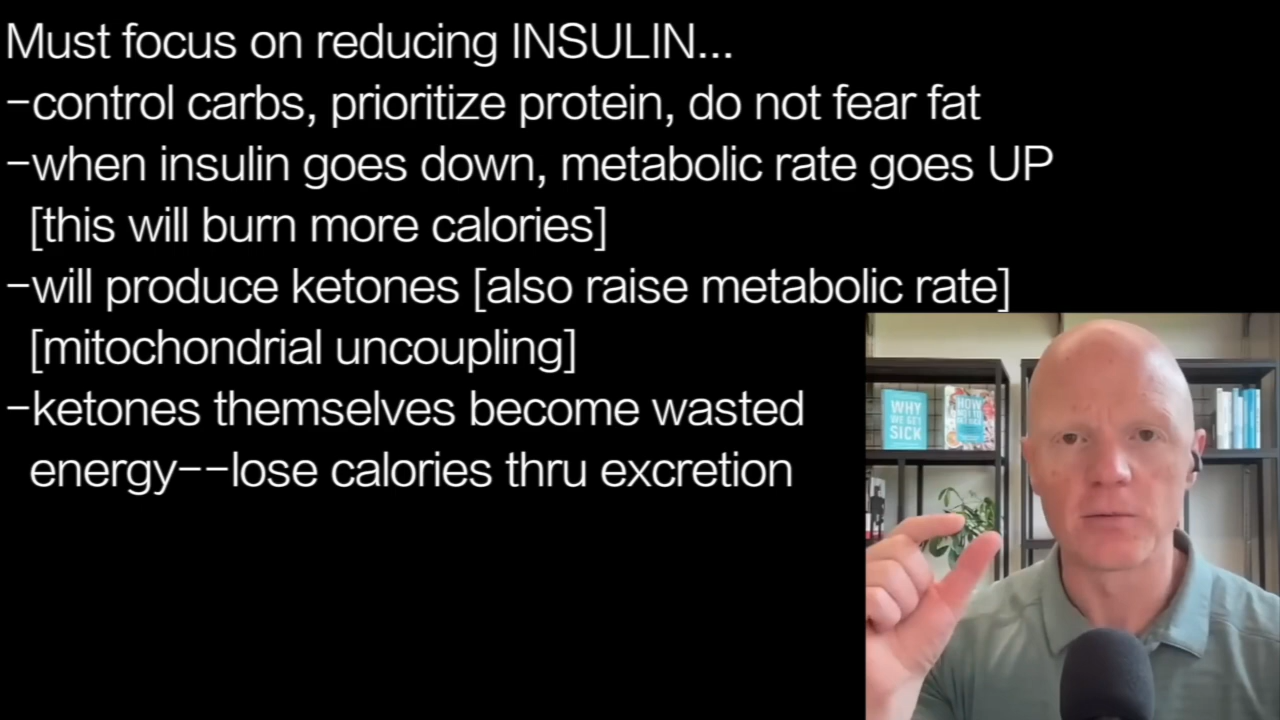 Must focus on reducing INSULIN...
-control carbs, prioritize protein, do not fear fat
-when insulin goes down, metabolic rate goes UP
[this will burn more calories]
-will produce ketones [also raise metabolic rate]
[mitochondrial uncoupling]
-ketones themselves become wasted
energy--lose calories thru excretion
WHY
WE GET
SICK